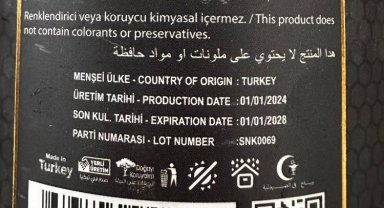 Renklendirici veya koruyucu kimyasal içermez. / This product does
not contain colorants or preservatives.
هذا المنتج لا يحتوي على ملونات او مواد حافظة
MENŞEİ ÜLKE - COUNTRY OF ORIGIN : TURKEY
ÜRETİM TARİHİ - PRODUCTION DATE :01/01/2024
SON KUL. TARİHİ - EXPIRATION DATE :01/01/2028
PARTİ NUMARASI - LOT NUMBER :SNK0069
Made in
Turkey
YERLİ
ÜRETİM
Doğayı
Koruyalım